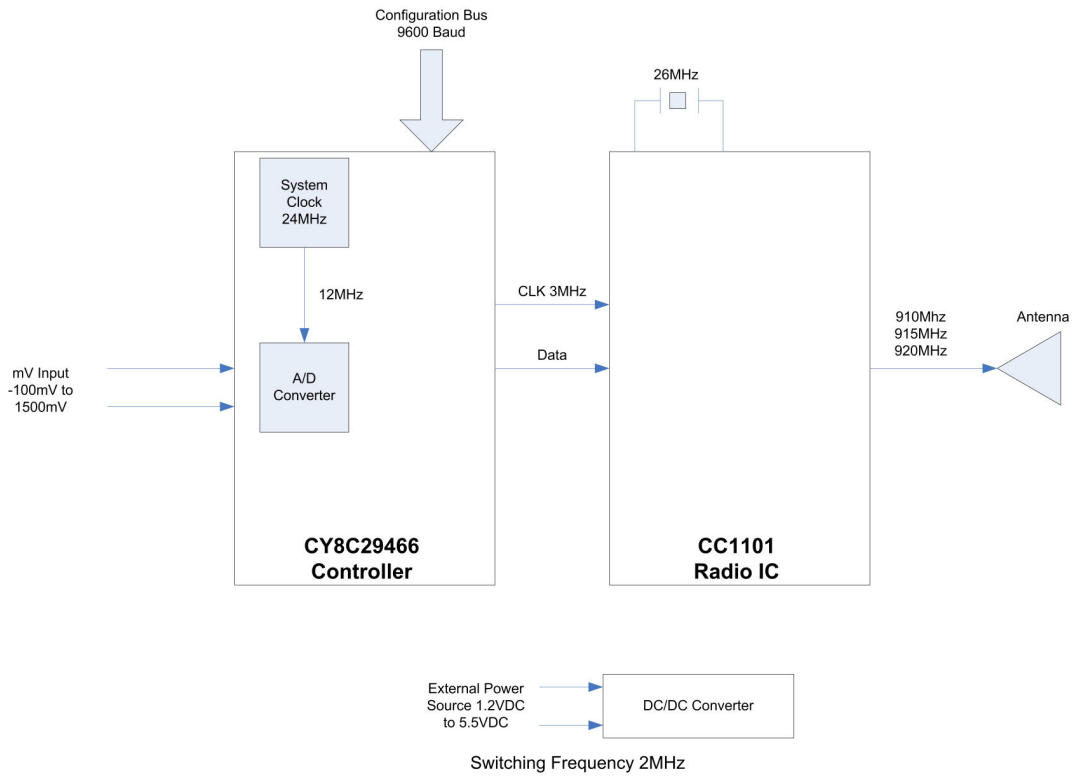 Configuration Bus
9600 Baud
26MHz
System
Clock
24MHz
12MHz
CLK 3MHz
910Mhz
915MHz
920MHz
Antenna
Data
mV Input
-100mV to
1500mV
A/D
Converter
CY8C29466
Controller
CC1101
Radio IC
External Power
Source 1.2VDC
to 5.5VDC
DC/DC Converter
Switching Frequency 2MHz